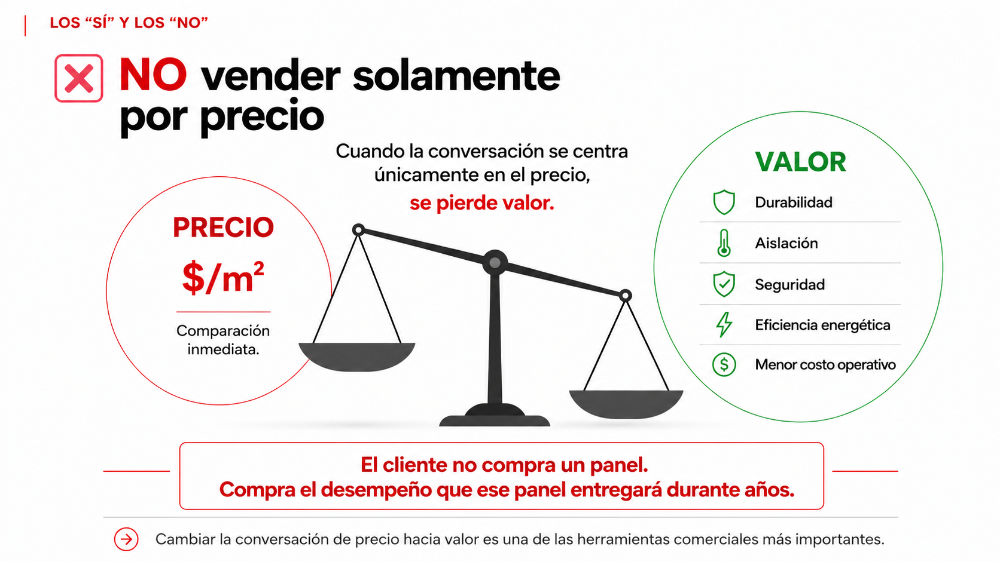 LOS “SÍ” Y LOS “NO”
NO vender solamente
por precio
Cuando la conversación se centra
únicamente en el precio,
se pierde valor.
PRECIO
$/m²
Comparación
inmediata.
VALOR
Durabilidad
Aislación
Seguridad
Eficiencia energética
Menor costo operativo
El cliente no compra un panel.
Compra el desempeño que ese panel entregará durante años.
Cambiar la conversación de precio hacia valor es una de las herramientas comerciales más importantes.